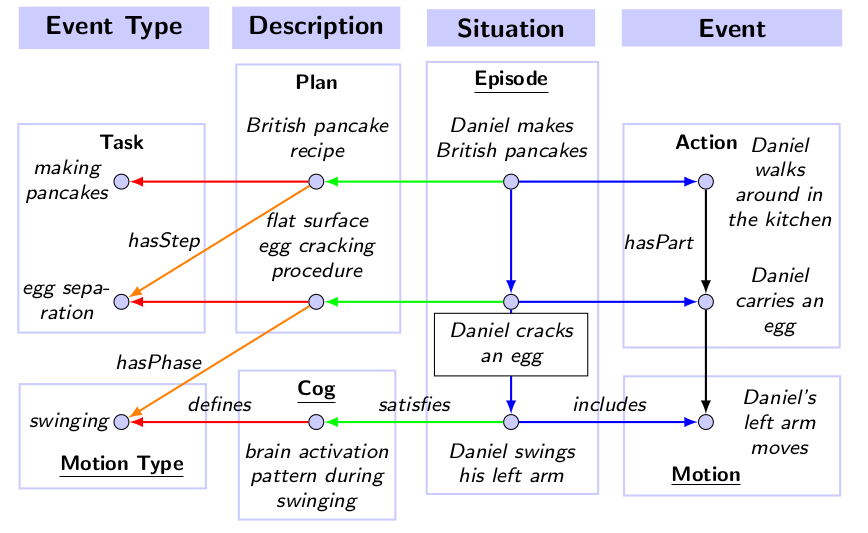 Event Type
Description
Situation
Event
Plan
Episode
Task
British pancake
recipe
Daniel makes
British pancakes
Action
Daniel
walks
around in
the kitchen
making
pancakes
hasStep
flat surface
egg cracking
procedure
hasPart
egg sepa-
ration
Daniel
carries an
egg
Daniel cracks
an egg
hasPhase
Cog
swinging
defines
satisfies
includes
Daniel's
left arm
moves
Motion Type
brain activation
pattern during
swinging
Daniel swings
his left arm
Motion